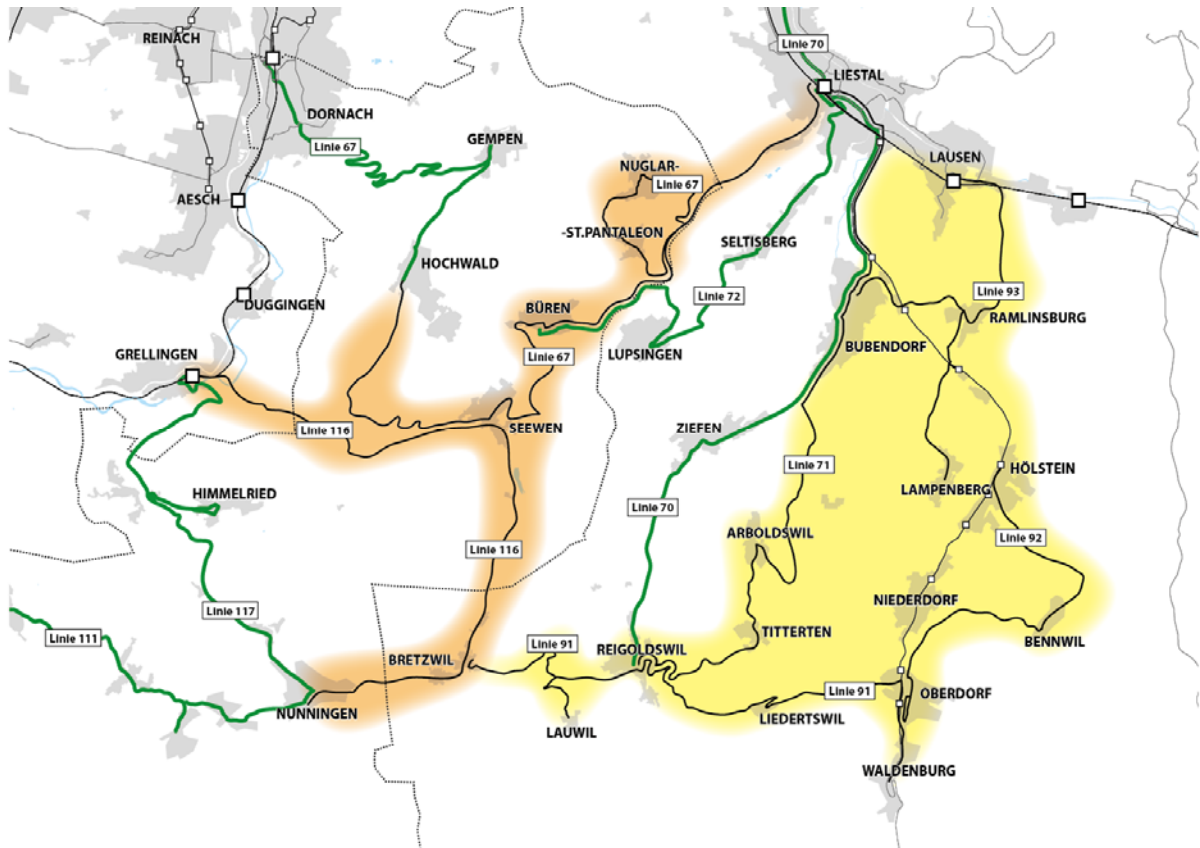 REINACH
Linie 70
LIESTAL
DORNACH
Linie 67
GEMPEN
NUGLAR-
Linie 67
LAUSEN
AESCH
-ST.PANTALEON
SELTISBERG
HOCHWALD
DUGGINGEN
Linie 72
Linie 93
BÜREN
RAMLINSBURG
GRELLINGEN
Linie 67
LUPSINGEN
BUBENDORF
Linie 116
SEEWEN
ZIEFEN
Linie 71
HÖLSTEIN
HIMMELRIED
LAMPENBERG
Linie 70
ARBOLDSWIL
Linie 92
Linie 116
NIEDERDORF
Linie 117
Linie 111
TITTERTEN
BENNWIL
Linie 91
REIGOLDSWIL
BRETZWIL
Linie 91
OBERDORF
NUNNINGEN
LIEDERTSWIL
LAUWIL
WALDENBURG